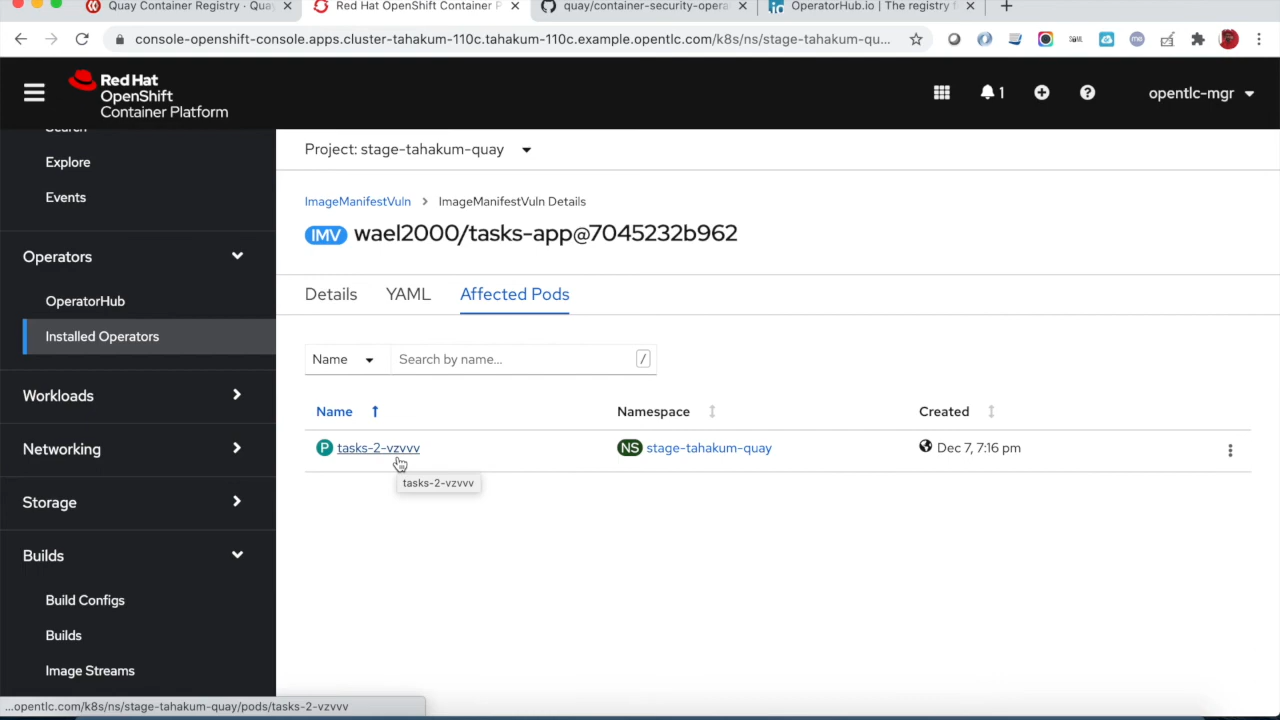 Quay Container Registry · Quay
Red Hat OpenShift Container P
quay/container-security-opera
OperatorHub.io | The registry f
console-openshift-console.apps.cluster-tahakum-110c.tahakum-110c.example.opentlc.com/k8s/ns/stage-tahakum-qu...
Red Hat
OpenShift
Container Platform
1
opentlc-mgr
Search
Explore
Events
Operators
OperatorHub
Installed Operators
Workloads
Networking
Storage
Builds
Build Configs
Builds
Image Streams
Project: stage-tahakum-quay
ImageManifestVuln > ImageManifestVuln Details
IMV wael2000/tasks-app@7045232b962
Details YAML Affected Pods
Name Search by name... /
Name Namespace Created
P tasks-2-vzvvv NS stage-tahakum-quay Dec 7, 7:16 pm
tasks-2-vzvvv
...opentlc.com/k8s/ns/stage-tahakum-quay/pods/tasks-2-vzvvv